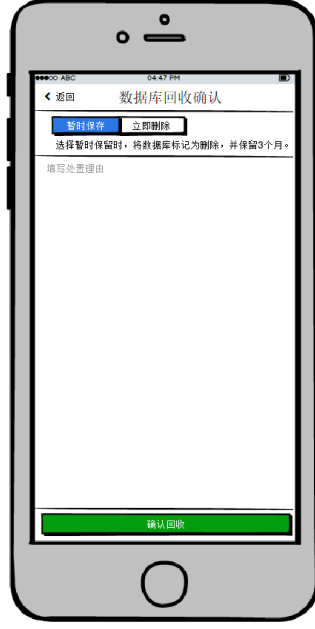 ABC 04:47 PM
返回 数据库回收确认
暂时保存 立即删除
选择暂时保留时，将数据库标记为删除，并保留3个月。
填写处置理由
确认回收